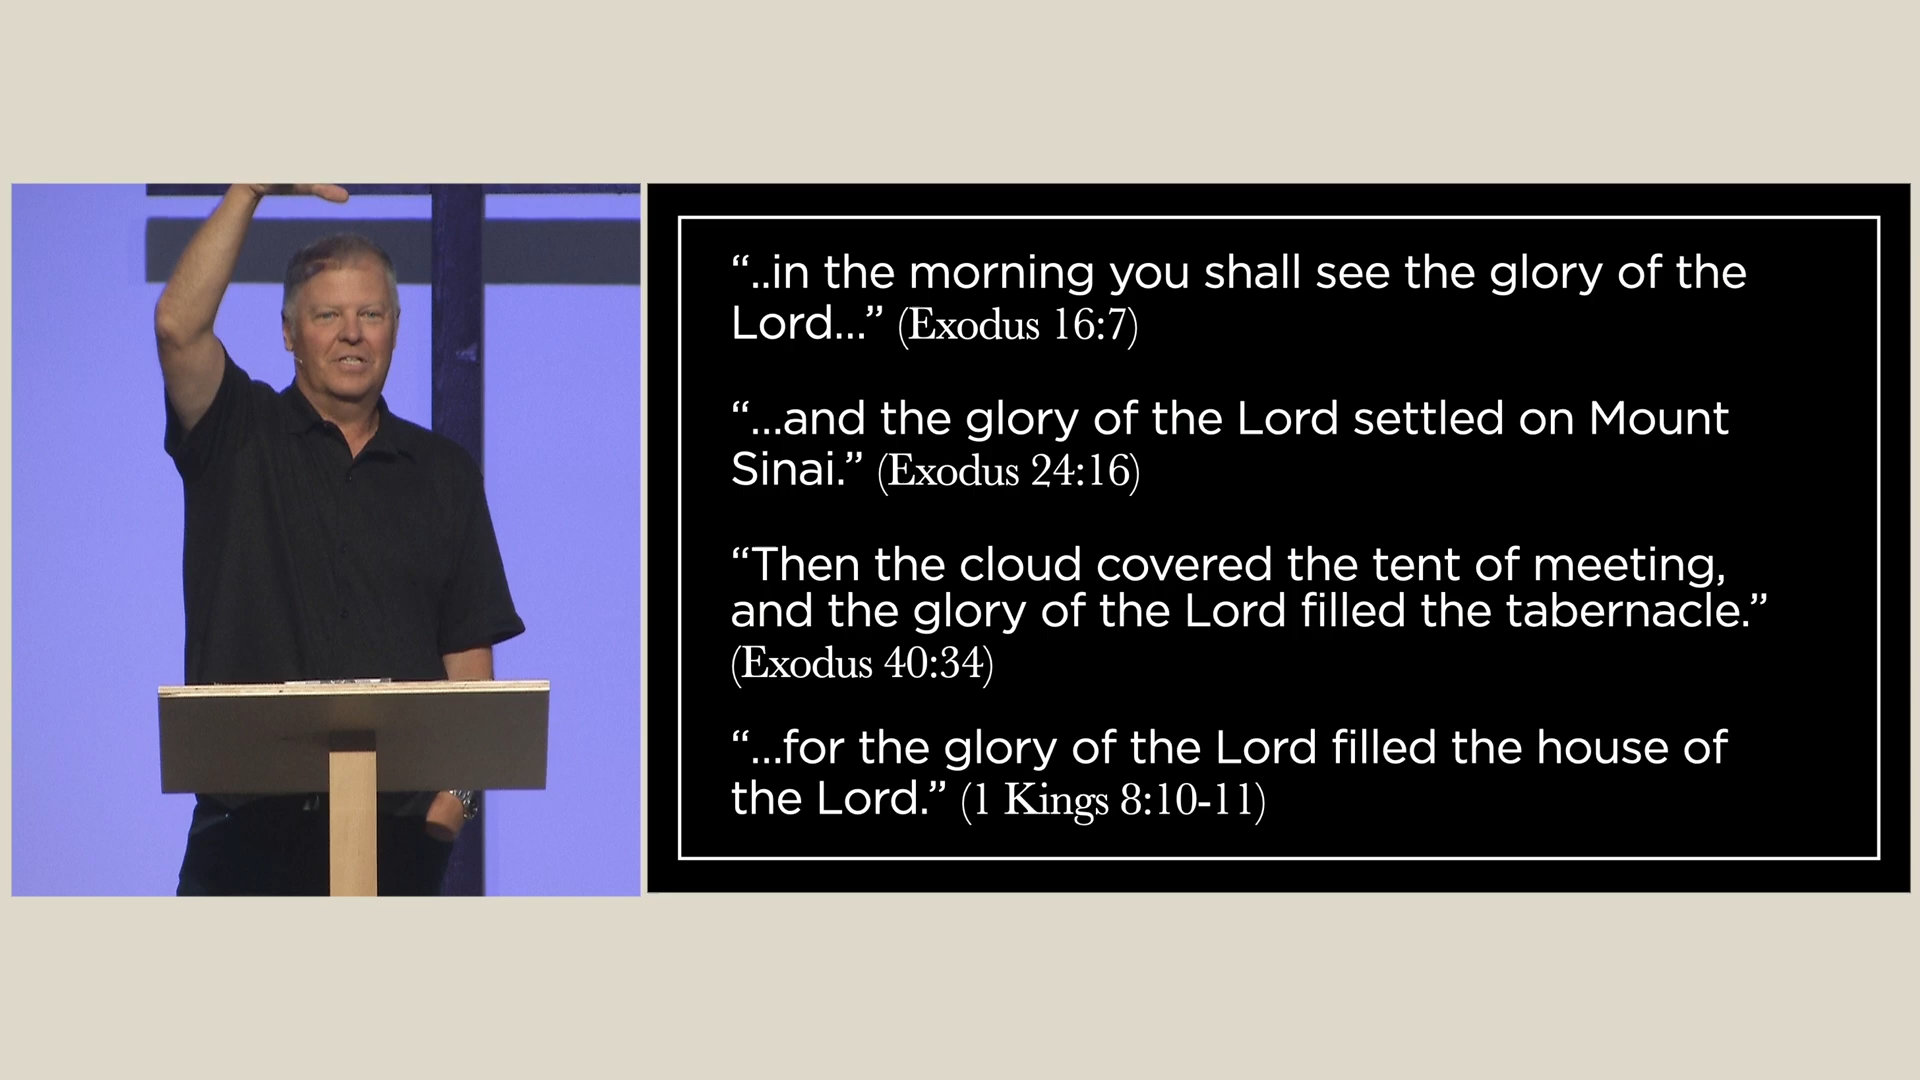 “..in the morning you shall see the glory of the
Lord...” (Exodus 16:7)
“...and the glory of the Lord settled on Mount
Sinai.” (Exodus 24:16)
“Then the cloud covered the tent of meeting,
and the glory of the Lord filled the tabernacle.”
(Exodus 40:34)
“...for the glory of the Lord filled the house of
the Lord.” (1 Kings 8:10-11)